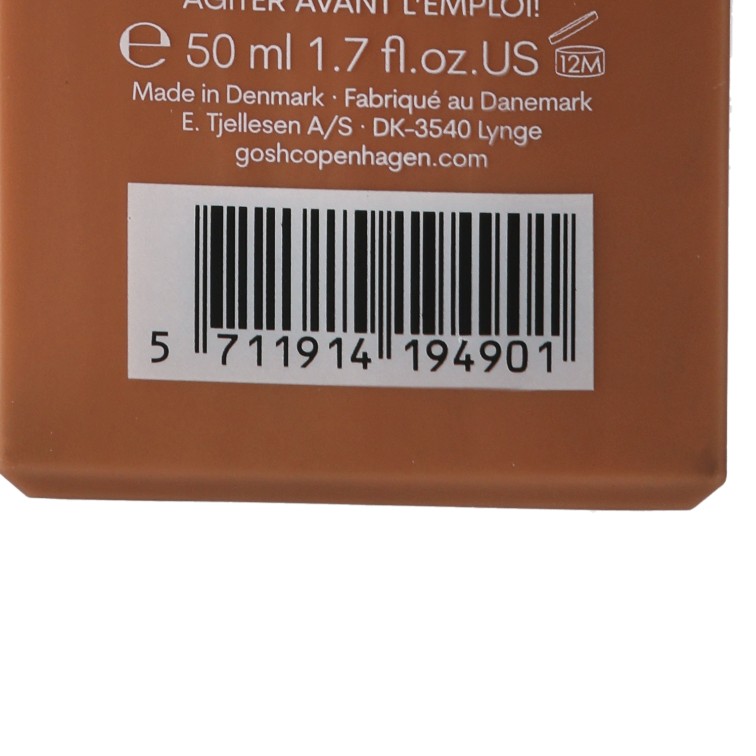 AGITER AVANT L'EMPLOI!
℮ 50 ml 1.7 fl.oz.US 12M
Made in Denmark · Fabriqué au Danemark
E. Tjellesen A/S · DK-3540 Lynge
goshcopenhagen.com
5 711914 194901